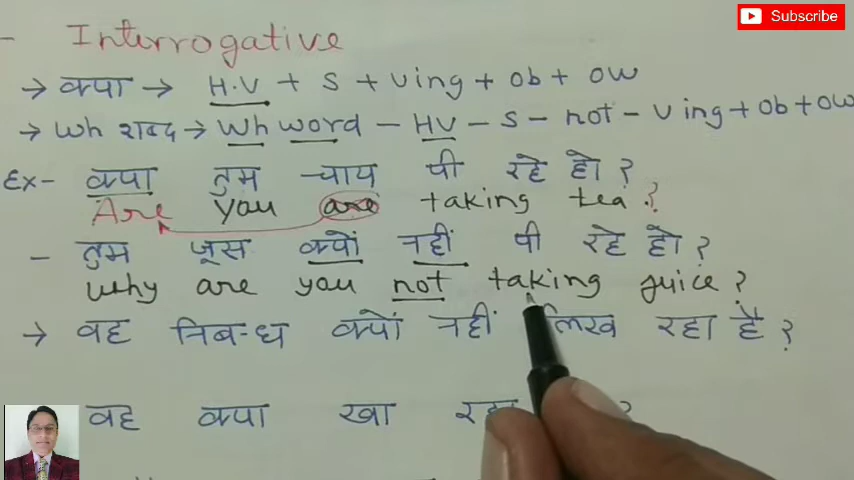 Subscribe
- Interrogative
→ क्या → H.V + S + Ving + Ob + OW
→ Wh शब्द → Wh word - HV - S - not - Ving + Ob + OW
Ex- क्या तुम चाय पी रहे हो ?
Are you are taking tea ?
- तुम जूस क्यों नहीं पी रहे हो ?
Why are you not taking juice ?
→ वह निबन्ध क्यों नहीं लिख रहा है ?
वह क्या खा रहा ?